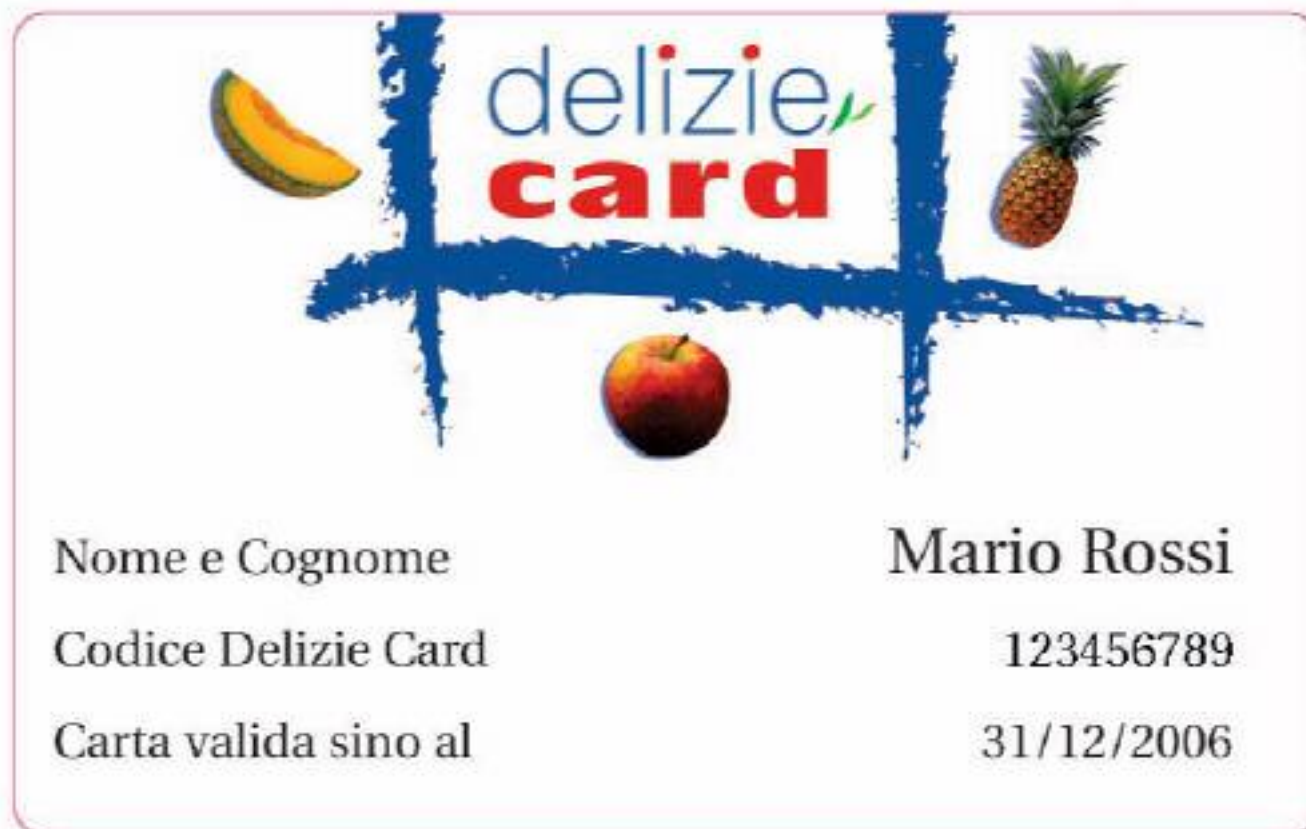 delizie
card
Nome e Cognome Mario Rossi
Codice Delizie Card 123456789
Carta valida sino al 31/12/2006